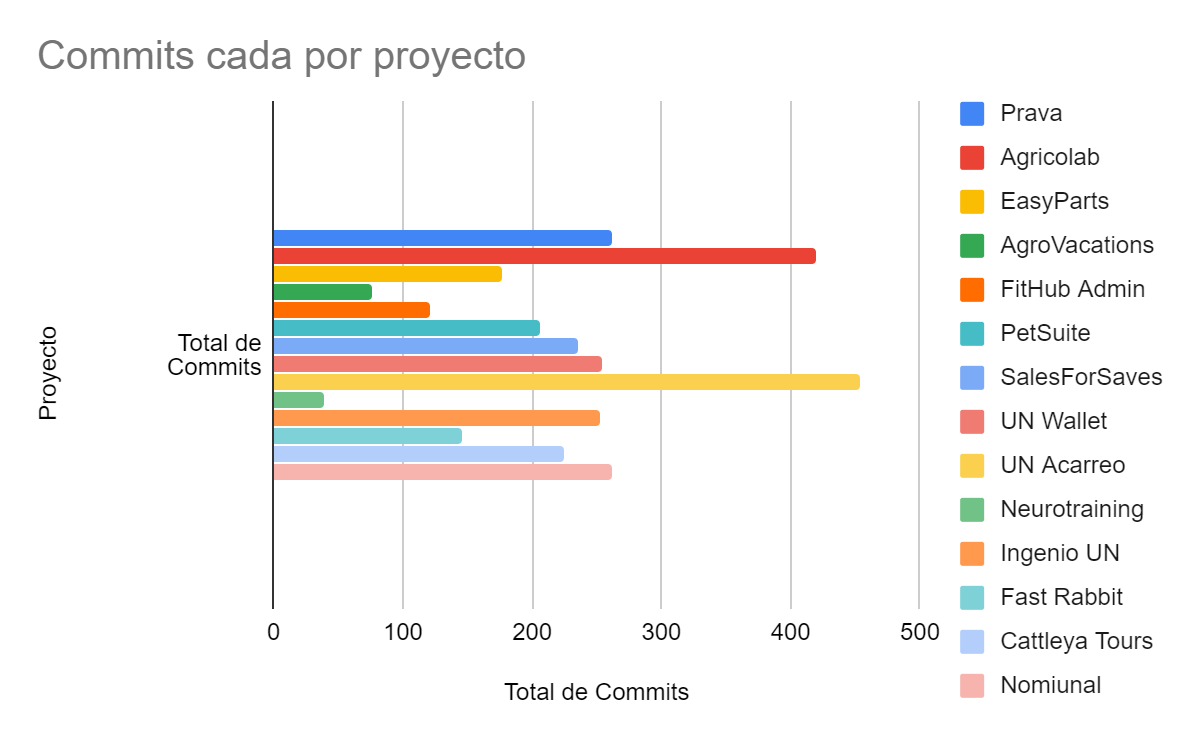 Commits cada por proyecto
Proyecto
Total de
Commits
0 100 200 300 400 500
Total de Commits
Prava
Agricolab
EasyParts
AgroVacations
FitHub Admin
PetSuite
SalesForSaves
UN Wallet
UN Acarreo
Neurotraining
Ingenio UN
Fast Rabbit
Cattleya Tours
Nomiunal